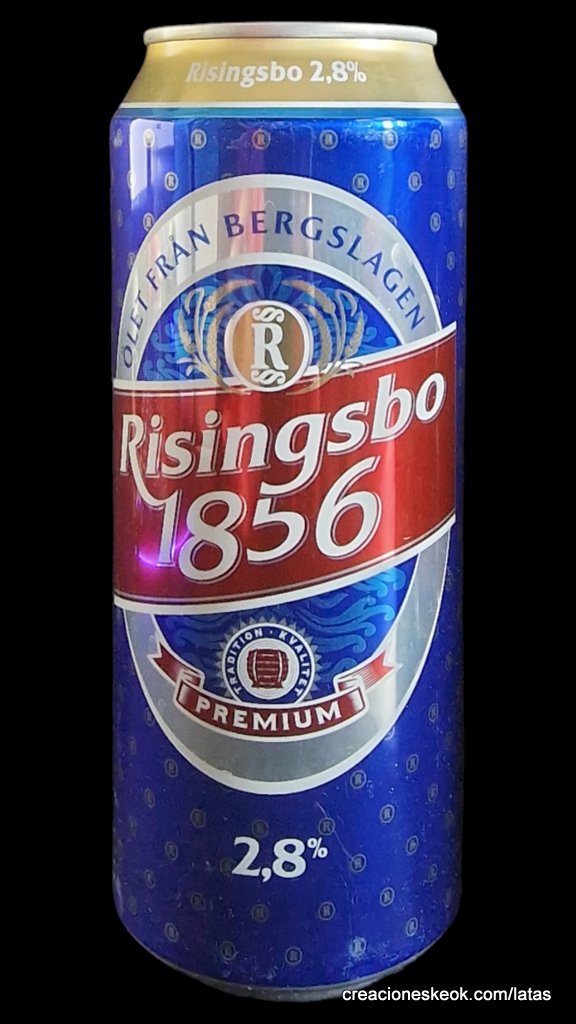 Risingsbo 2,8%
ÖLET FRÅN BERGSLAGEN
R
Risingsbo
1856
TRADITION · KVALITET
PREMIUM
2,8%
creacioneskeok.com/latas